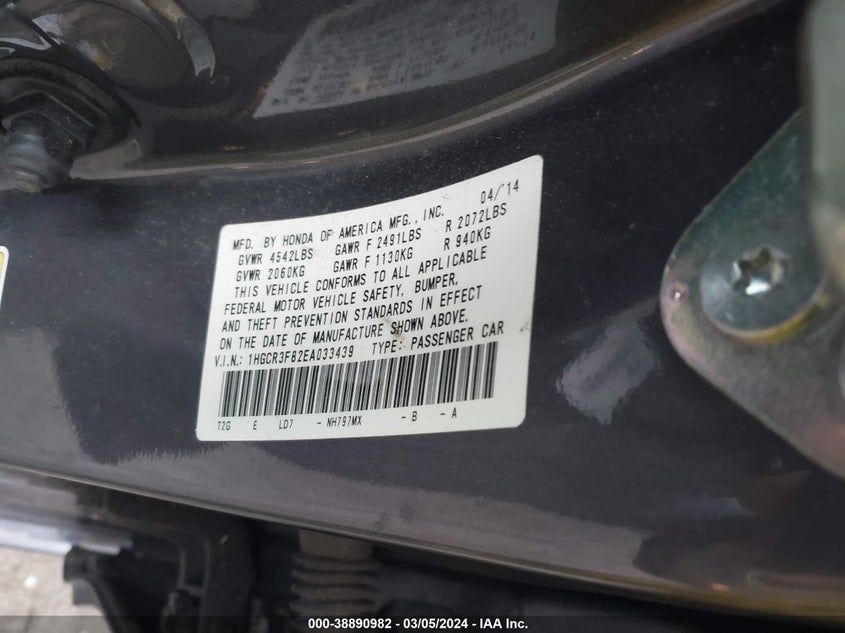 MFD. BY HONDA OF AMERICA MFG., INC. 04/'14
GVWR 4542LBS GAWR F 2491LBS R 2072LBS
GVWR 2060KG GAWR F 1130KG R 940KG
THIS VEHICLE CONFORMS TO ALL APPLICABLE
FEDERAL MOTOR VEHICLE SAFETY, BUMPER,
AND THEFT PREVENTION STANDARDS IN EFFECT
ON THE DATE OF MANUFACTURE SHOWN ABOVE.
V.I.N.: 1HGCR3F82EA033439 TYPE: PASSENGER CAR
T2G E LD7 - NH797MX - B - A
000-38890982 — 03/05/2024 — IAA Inc.